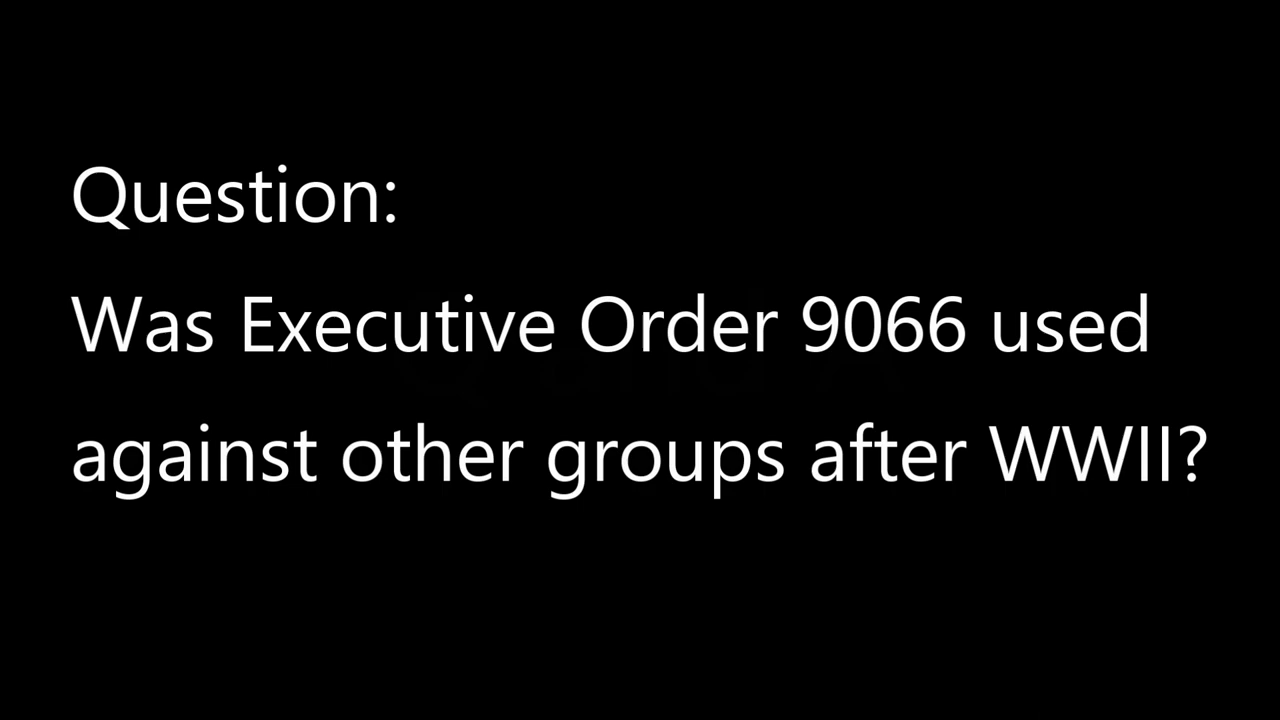 Question:
Was Executive Order 9066 used
against other groups after WWII?